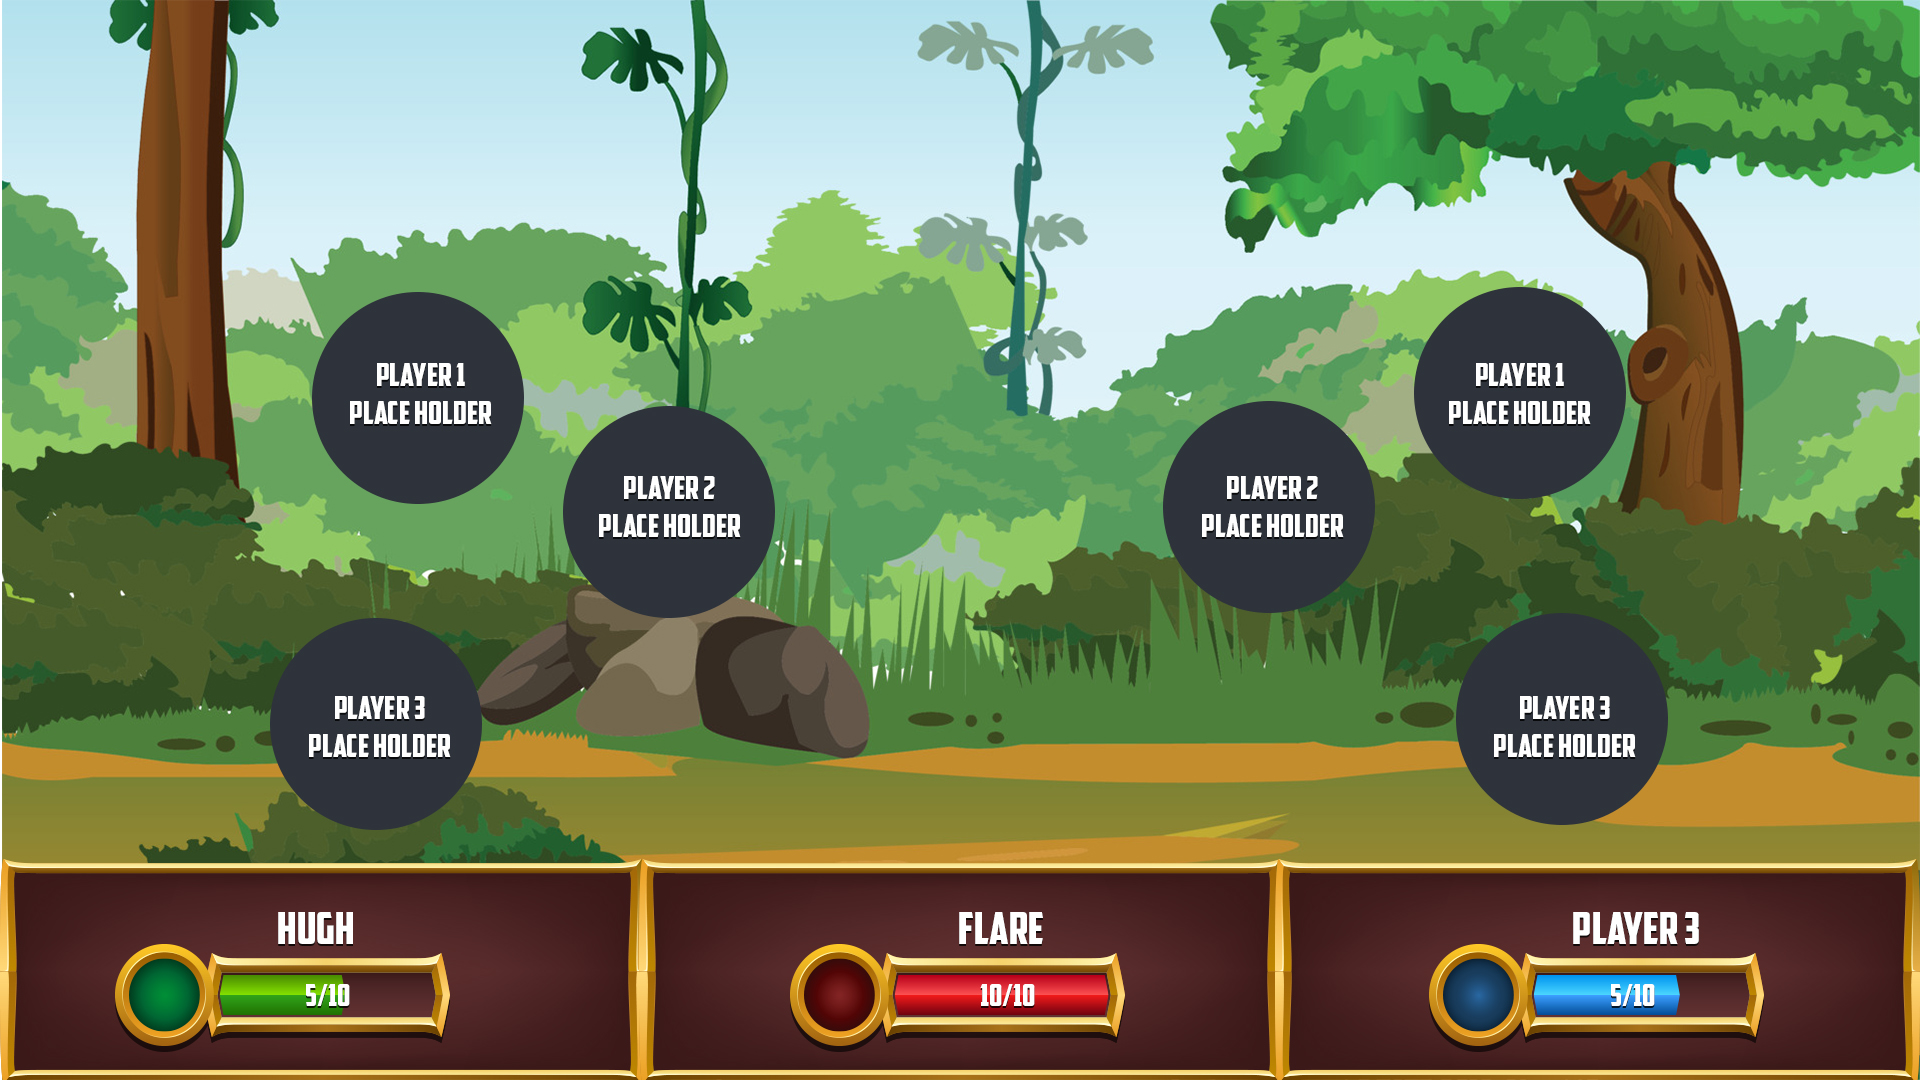 PLAYER 1
PLACE HOLDER
PLAYER 2
PLACE HOLDER
PLAYER 3
PLACE HOLDER
PLAYER 1
PLACE HOLDER
PLAYER 2
PLACE HOLDER
PLAYER 3
PLACE HOLDER
HUGH
5/10
FLARE
10/10
PLAYER 3
5/10